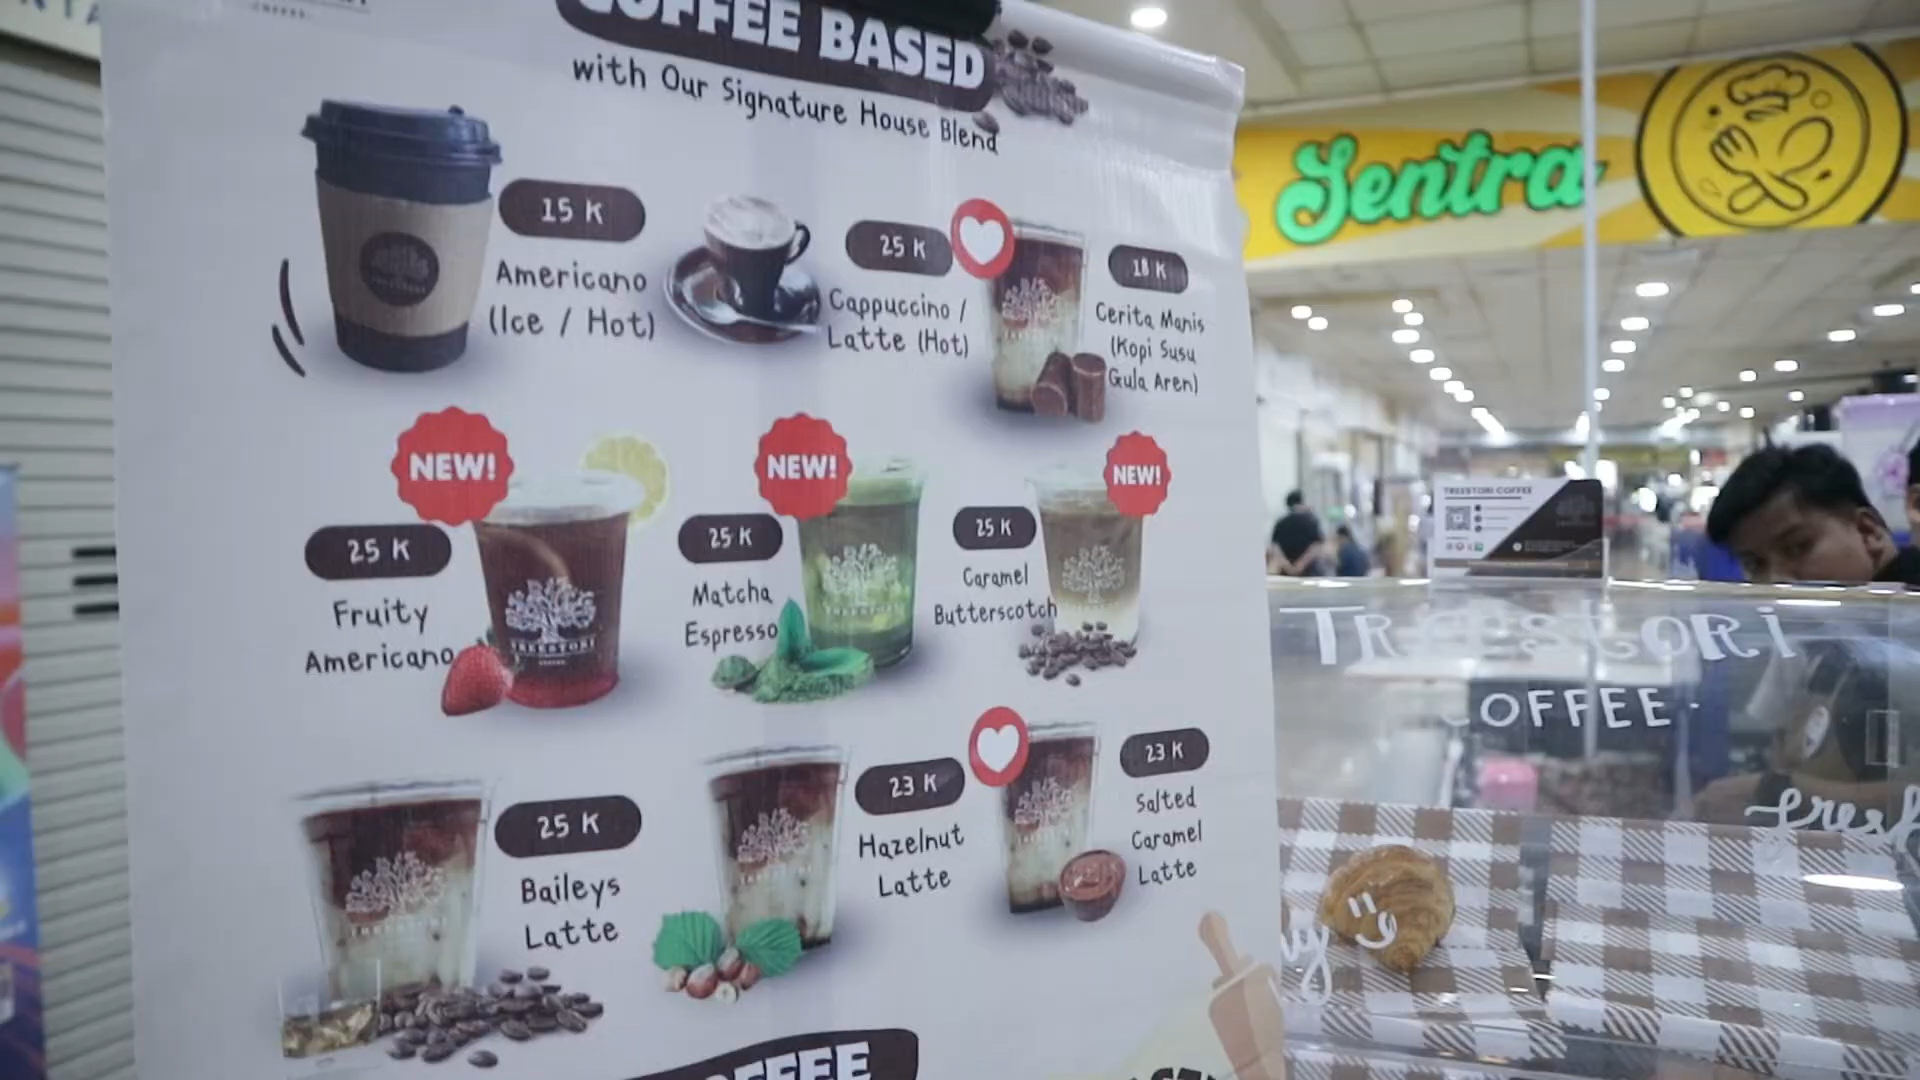 COFFEE BASED
with Our Signature House Blend
15 K
Americano
(Ice / Hot)
25 K
Cappuccino /
Latte (Hot)
18 K
Cerita Manis
(Kopi Susu
Gula Aren)
NEW!
25 K
Fruity
Americano
TREESTORI
NEW!
25 K
Matcha
Espresso
NEW!
25 K
Caramel
Butterscotch
25 K
Baileys
Latte
23 K
Hazelnut
Latte
23 K
Salted
Caramel
Latte
COFFEE
Sentra
TREESTORI COFFEE
TREESTORI
COFFEE